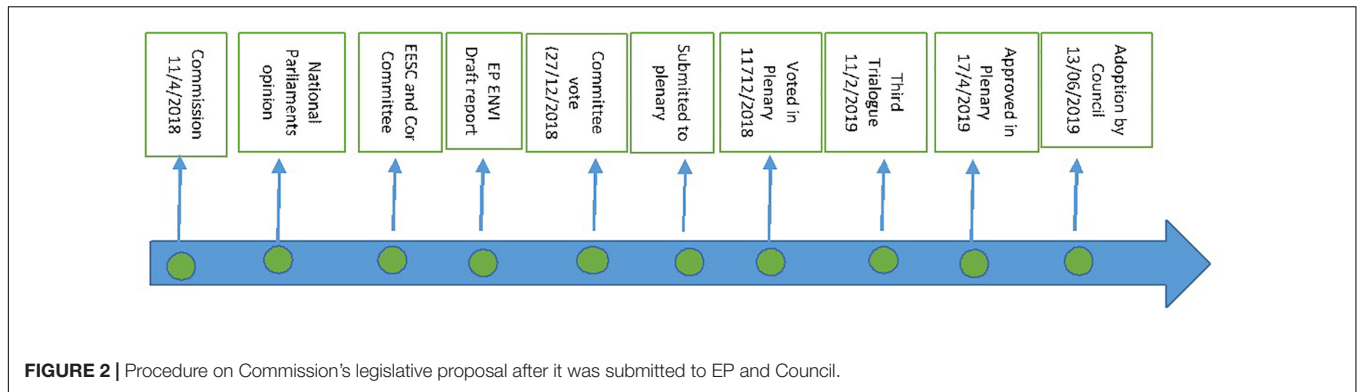 Commission
11/4/2018
National
Parliaments
opinion
EESC and Cor
Committee
EP ENVI
Draft report
Committee
vote
(27/12/2018
Submitted to
plenary
Voted in
Plenary
11712/2018
Third
Trialogue
11/2/2019
Approved in
Plenary
17/4/2019
Adoption by
Council
13/06/2019
FIGURE 2 | Procedure on Commission's legislative proposal after it was submitted to EP and Council.